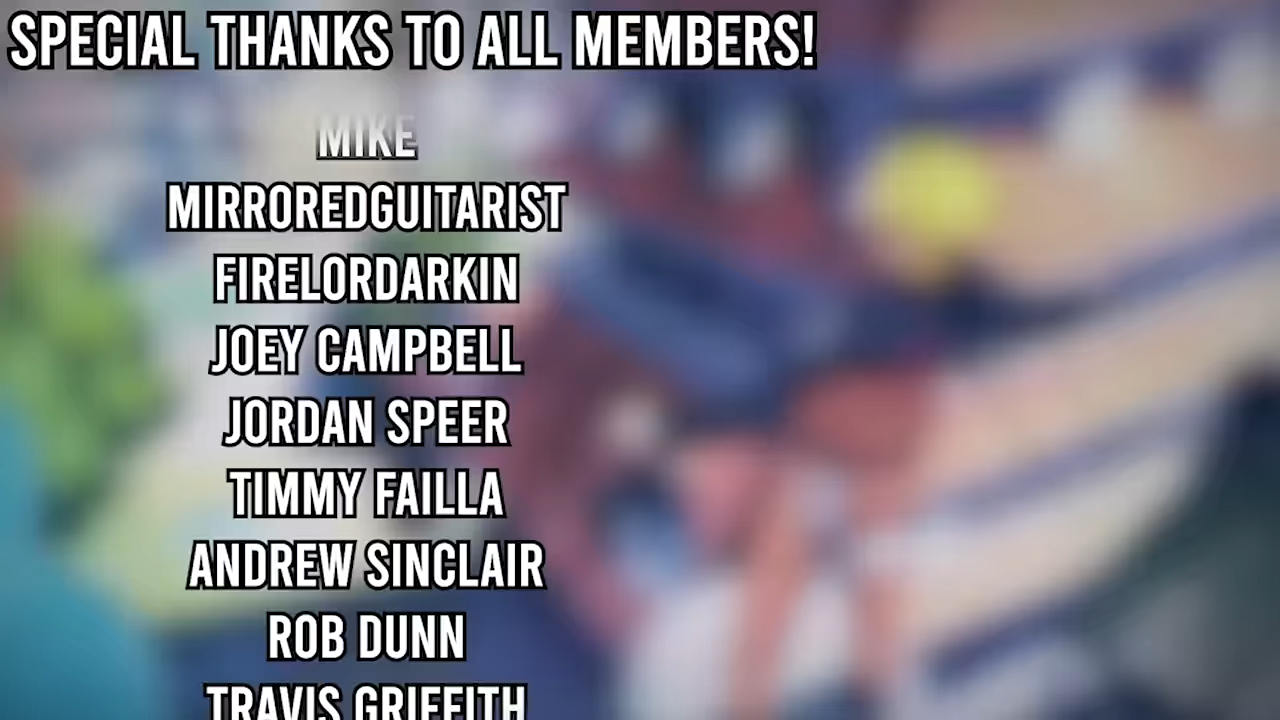 SPECIAL THANKS TO ALL MEMBERS!
MIKE
MIRROREDGUITARIST
FIRELORDARKIN
JOEY CAMPBELL
JORDAN SPEER
TIMMY FAILLA
ANDREW SINCLAIR
ROB DUNN
TRAVIS GRIFFITH